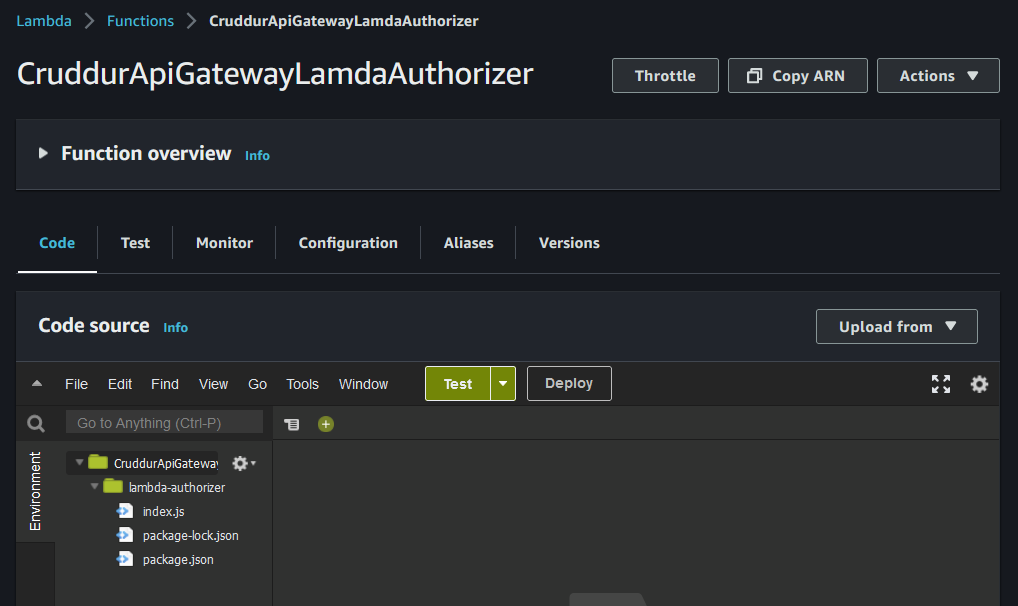 Lambda > Functions > CruddurApiGatewayLamdaAuthorizer
CruddurApiGatewayLamdaAuthorizer
Throttle
Copy ARN
Actions
Function overview Info
Code
Test
Monitor
Configuration
Aliases
Versions
Code source Info
Upload from
File Edit Find View Go Tools Window
Test
Deploy
Go to Anything (Ctrl-P)
Environment
CruddurApiGateway
lambda-authorizer
index.js
package-lock.json
package.json